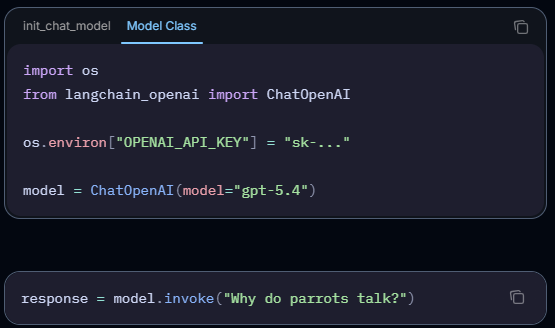 init_chat_model Model Class
import os
from langchain_openai import ChatOpenAI
os.environ["OPENAI_API_KEY"] = "sk-..."
model = ChatOpenAI(model="gpt-5.4")
response = model.invoke("Why do parrots talk?")